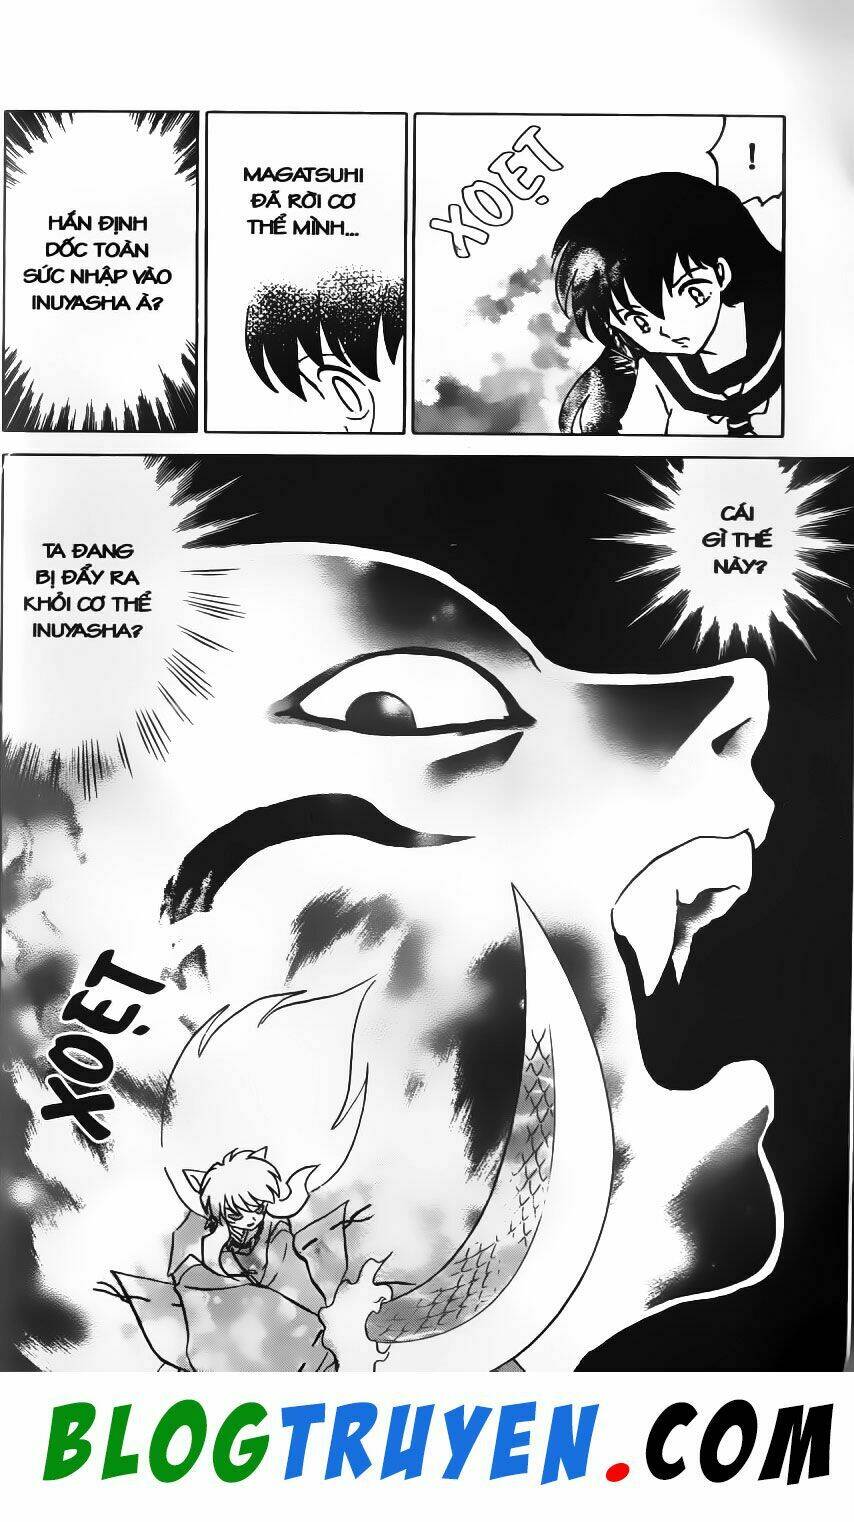 !
XOẸT
MAGATSUHI
ĐÃ RỜI CƠ
THỂ MÌNH...
HẮN ĐỊNH
DỐC TOÀN
SỨC NHẬP VÀO
INUYASHA À?
CÁI
GÌ THẾ
NÀY?
TA ĐANG
BỊ ĐẨY RA
KHỎI CƠ THỂ
INUYASHA?
XOẸT
BLOGTRUYEN.COM